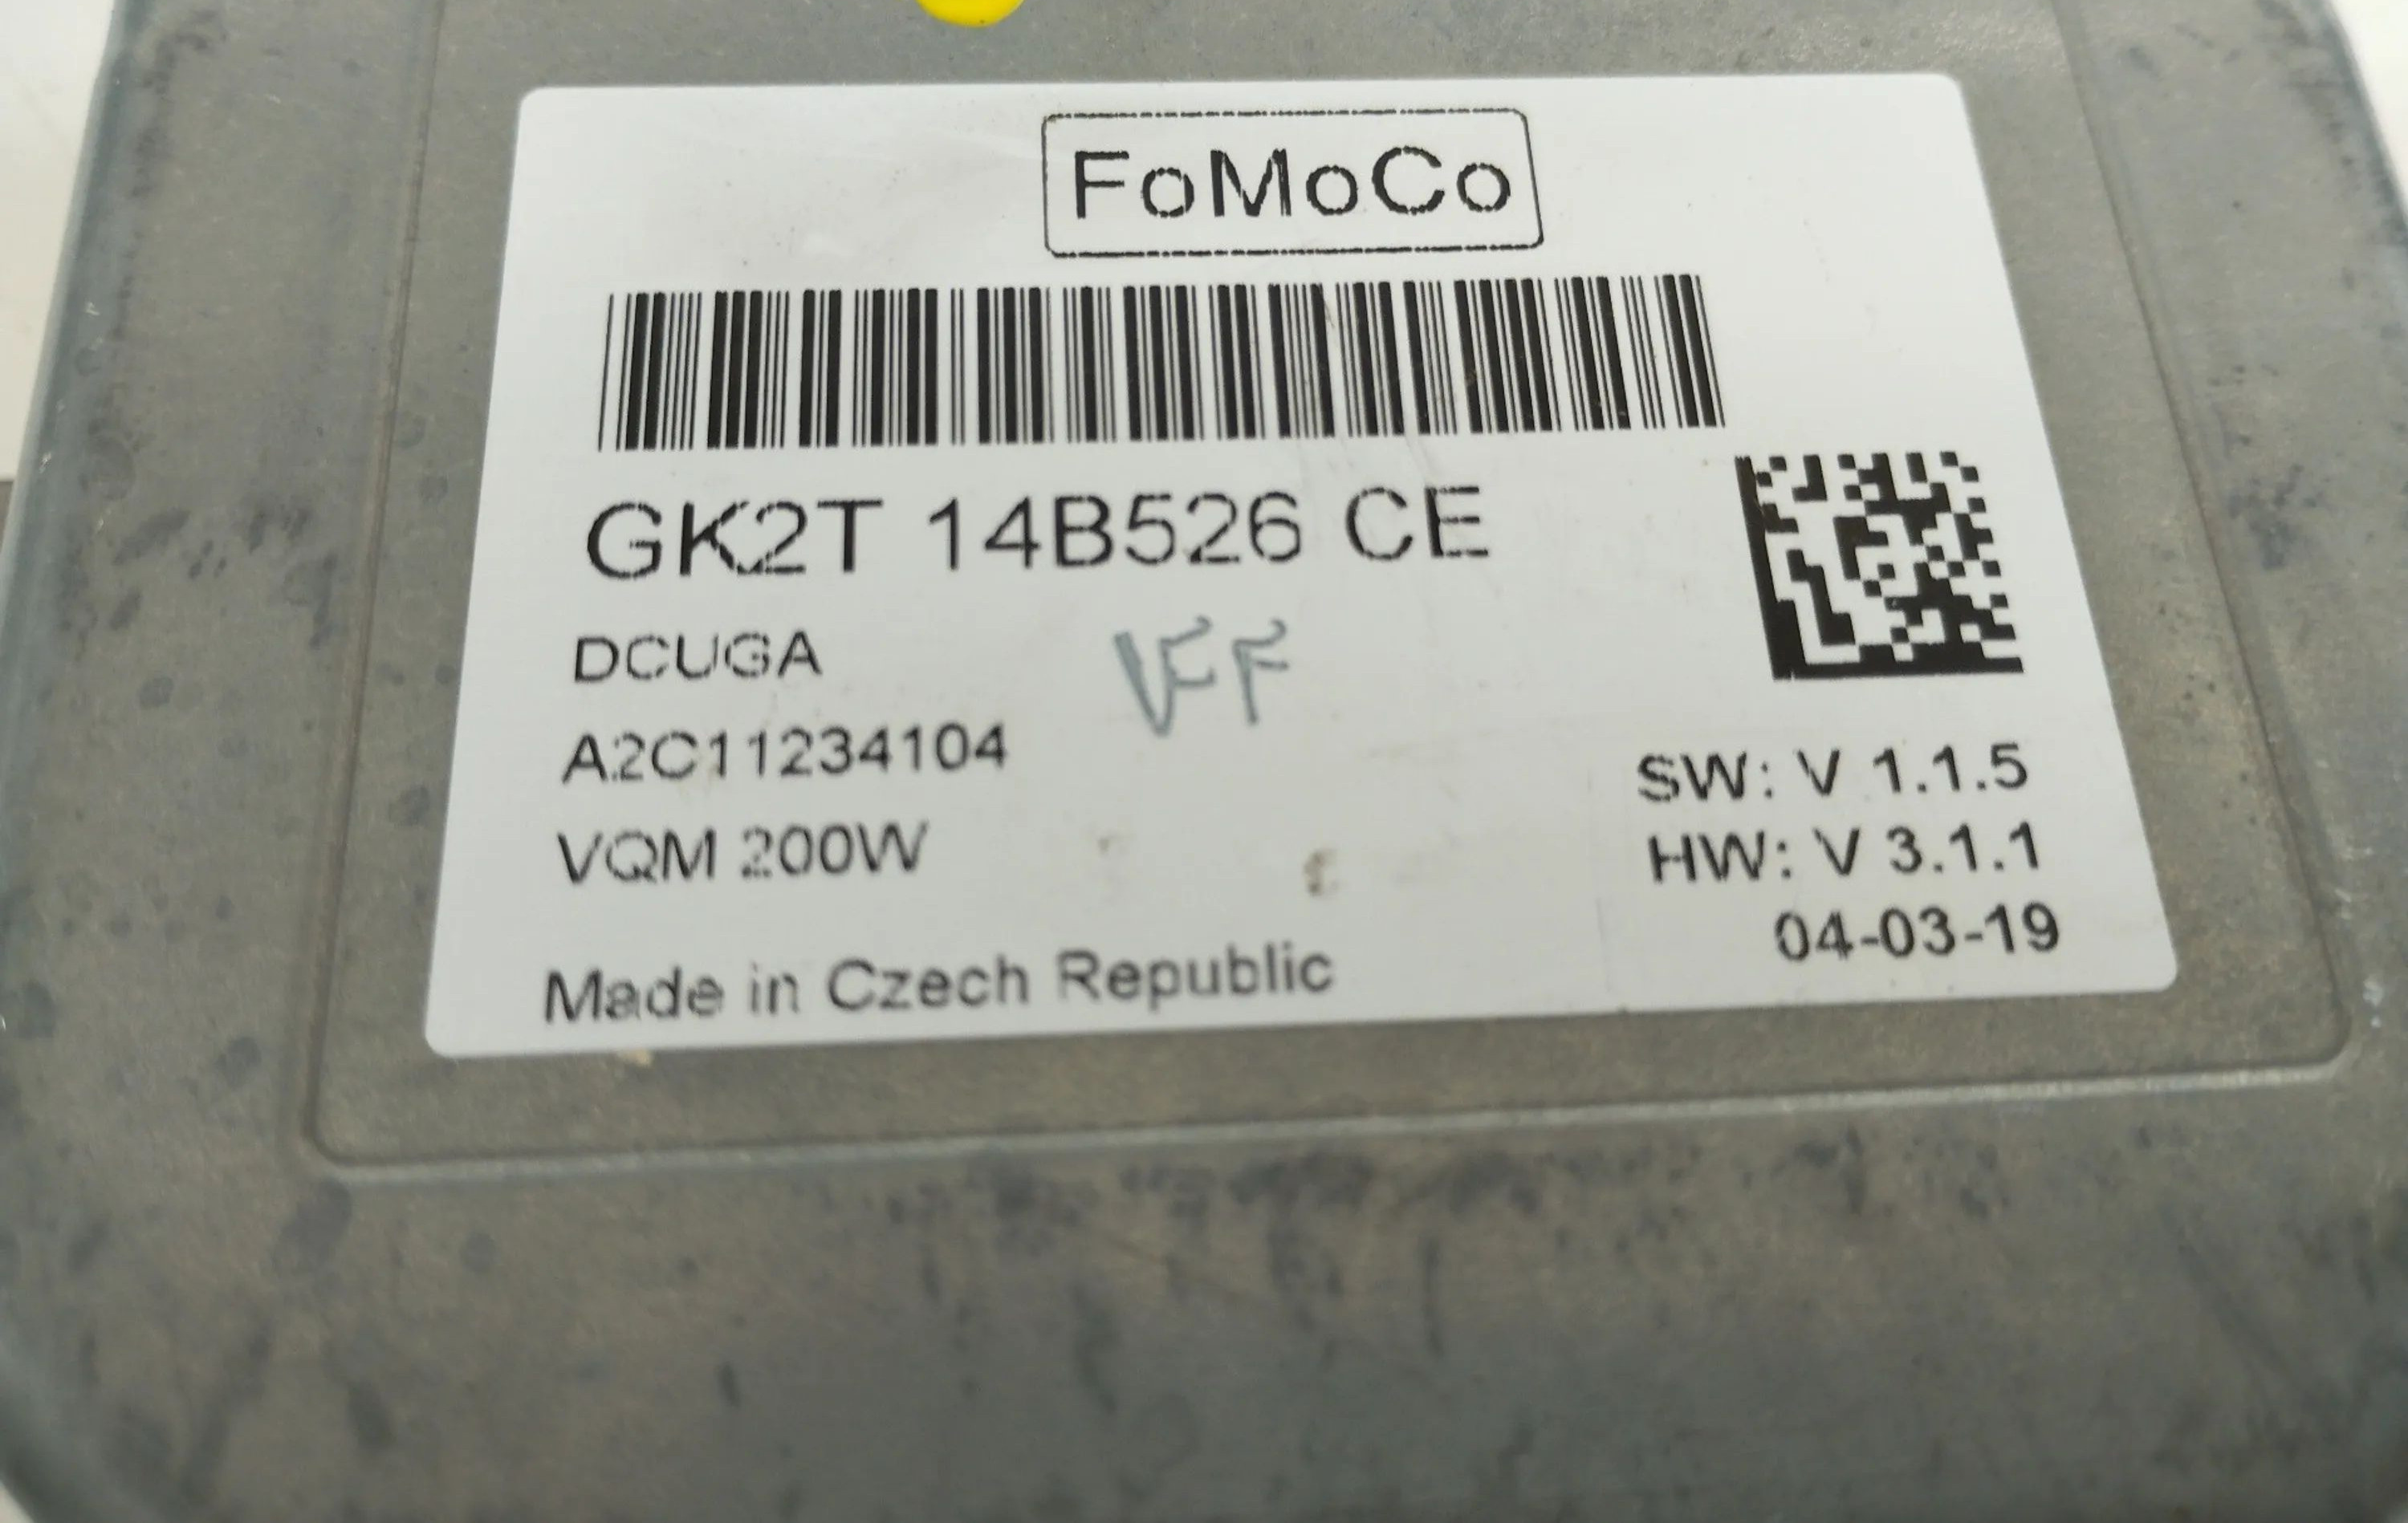 FoMoCo
GK2T 14B526 CE
DCUGA
A2C11234104
VQM 200W
Made in Czech Republic
SW: V 1.1.5
HW: V 3.1.1
04-03-19